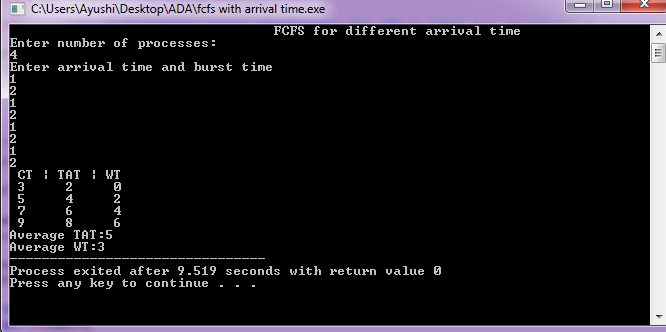 C:\Users\Ayushi\Desktop\ADA\fcfs with arrival time.exe
FCFS for different arrival time
Enter number of processes:
4
Enter arrival time and burst time
1
2
1
2
1
2
1
2
CT | TAT | WT
3 2 0
5 4 2
7 6 4
9 8 6
Average TAT:5
Average WT:3
--------------------------------
Process exited after 9.519 seconds with return value 0
Press any key to continue . . .